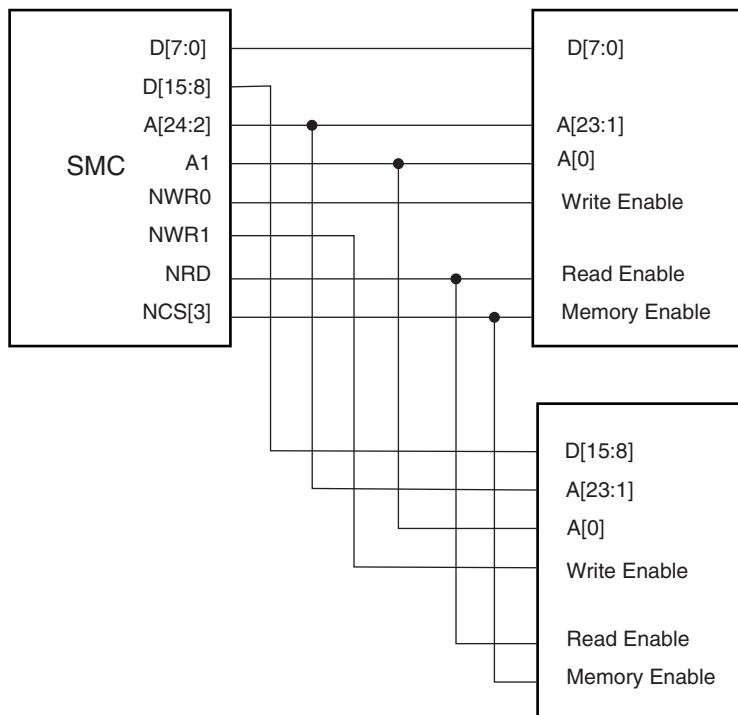 SMC
D[7:0]
D[15:8]
A[24:2]
A1
NWR0
NWR1
NRD
NCS[3]
D[7:0]
A[23:1]
A[0]
Write Enable
Read Enable
Memory Enable
D[15:8]
A[23:1]
A[0]
Write Enable
Read Enable
Memory Enable